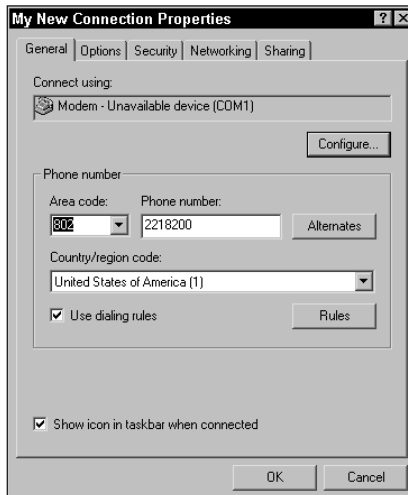 My New Connection Properties
General Options Security Networking Sharing
Connect using:
Modem - Unavailable device (COM1)
Configure...
Phone number
Area code: Phone number:
802 2218200 Alternates
Country/region code:
United States of America (1)
Use dialing rules Rules
Show icon in taskbar when connected
OK Cancel